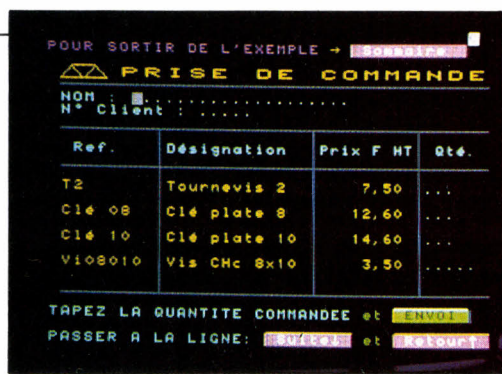 POUR SORTIR DE L'EXEMPLE → Sommaire
PRISE DE COMMANDE
NOM : ....................
N° Client : .....
Ref. Désignation Prix F HT Qté.
T2 Tournevis 2 7,50 ...
Clé 08 Clé plate 8 12,60 ...
Clé 10 Clé plate 10 14,60 ...
Vi08010 Vis CHc 8x10 3,50 .....
TAPEZ LA QUANTITE COMMANDEE et ENVOI
PASSER A LA LIGNE: Suite↓ et Retour↑